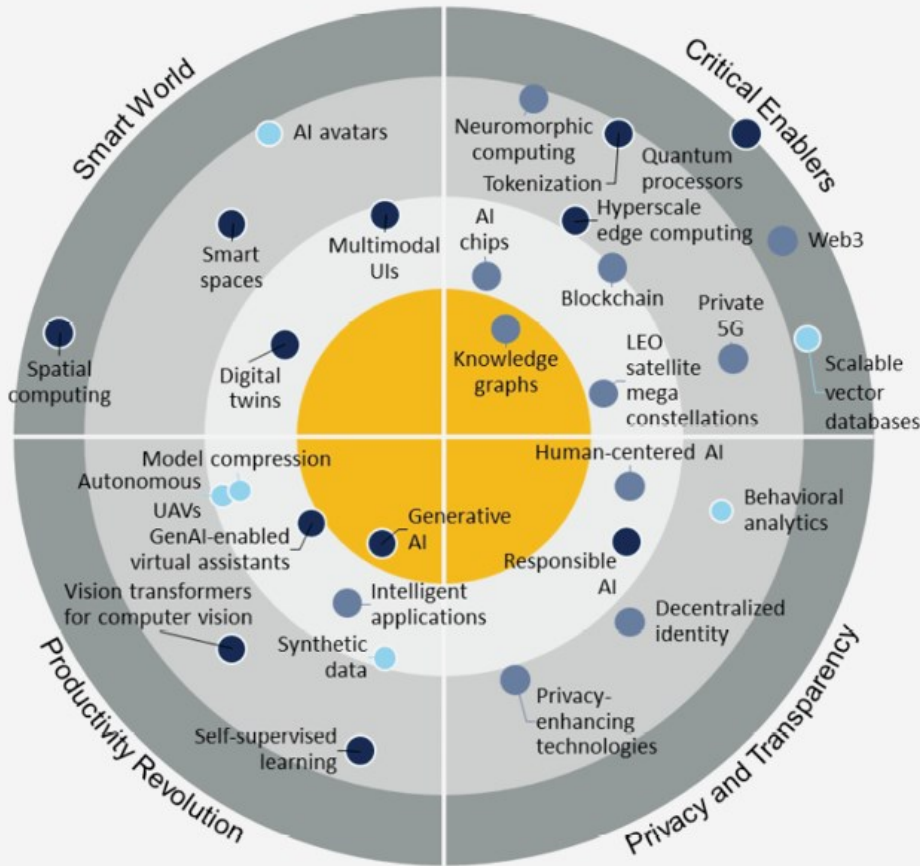 Smart World
Critical Enablers
AI avatars
Neuromorphic
computing
Tokenization
Quantum
processors
Smart
spaces
Multimodal
UIs
AI
chips
Hyperscale
edge computing
Web3
Blockchain
Private
5G
Spatial
computing
Digital
twins
Knowledge
graphs
LEO
satellite
mega
constellations
Scalable
vector
databases
Model compression
Autonomous
UAVs
GenAI-enabled
virtual assistants
Generative
AI
Human-centered AI
Behavioral
analytics
Responsible
AI
Vision transformers
for computer vision
Intelligent
applications
Synthetic
data
Decentralized
identity
Self-supervised
learning
Privacy-
enhancing
technologies
Productivity Revolution
Privacy and Transparency